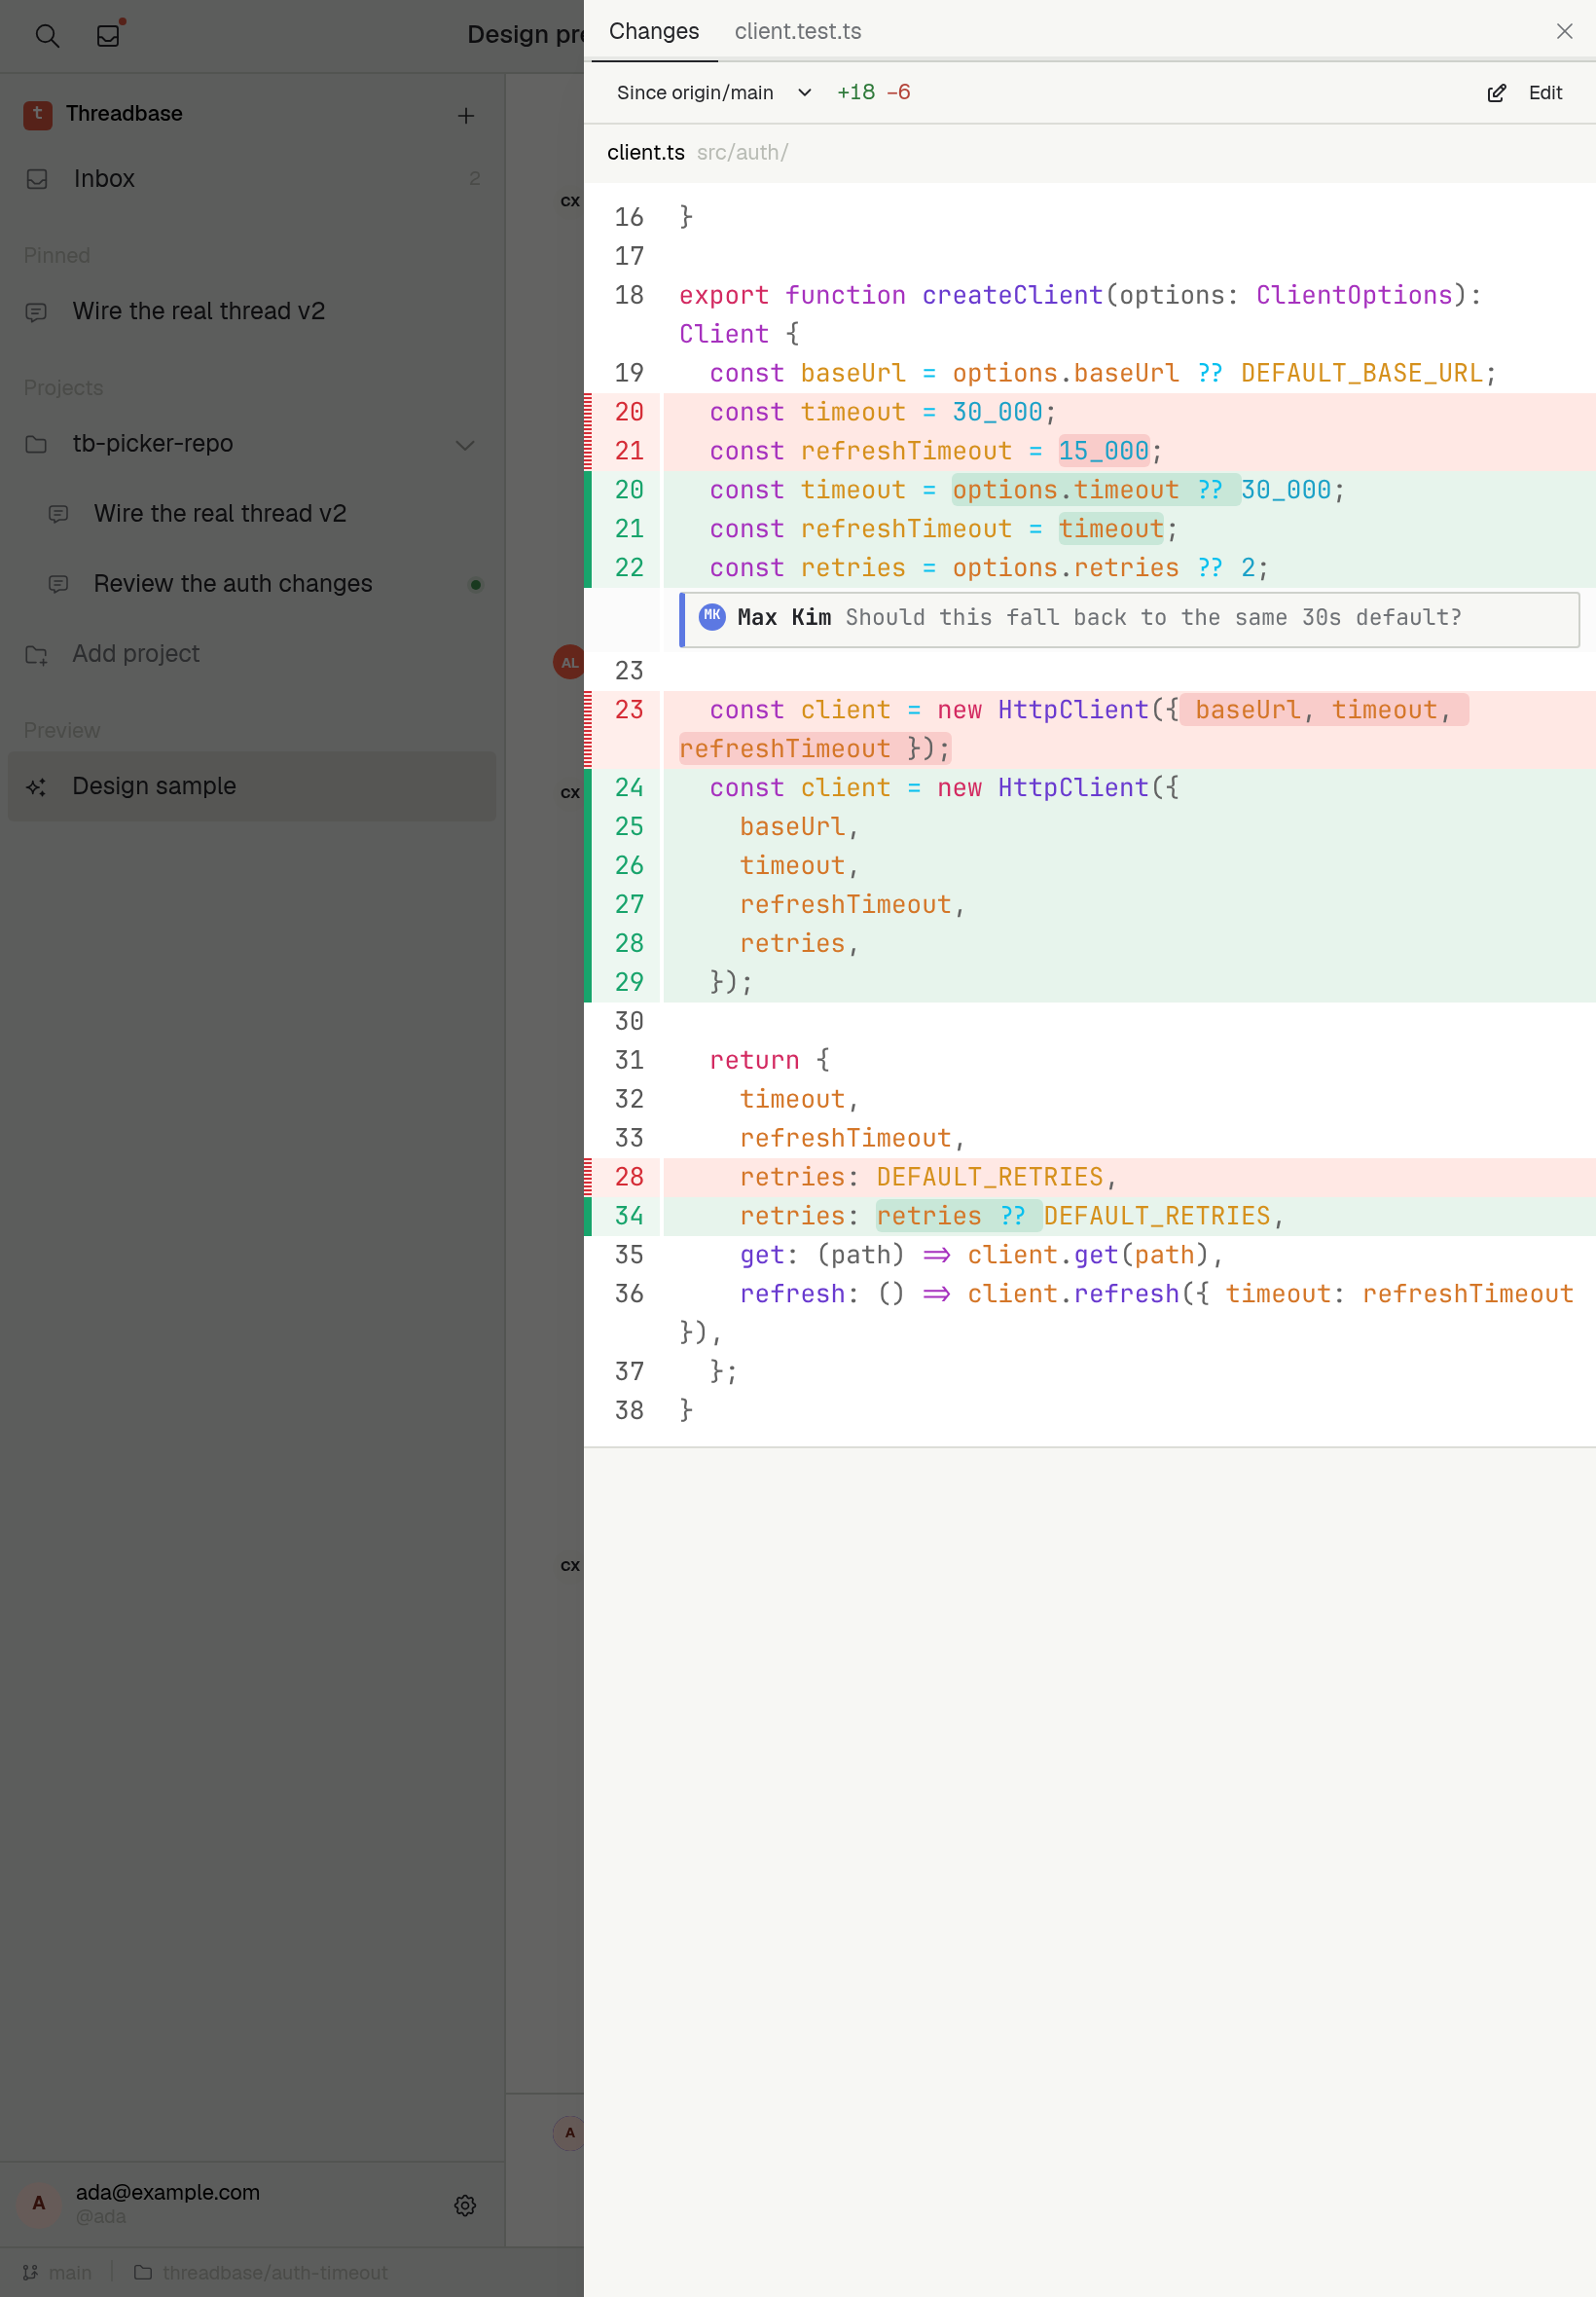 Design pre
t Threadbase
Inbox 2
Pinned
Wire the real thread v2
Projects
tb-picker-repo
Wire the real thread v2
Review the auth changes
Add project
Preview
Design sample
CX
AL
CX
CX
A
A ada@example.com
@ada
main threadbase/auth-timeout
Changes client.test.ts
Since origin/main +18 −6 Edit
client.ts src/auth/
16 }
17
18 export function createClient(options: ClientOptions):
Client {
19   const baseUrl = options.baseUrl ?? DEFAULT_BASE_URL;
20   const timeout = 30_000;
21   const refreshTimeout = 15_000;
20   const timeout = options.timeout ?? 30_000;
21   const refreshTimeout = timeout;
22   const retries = options.retries ?? 2;
MK Max Kim Should this fall back to the same 30s default?
23
23   const client = new HttpClient({ baseUrl, timeout,
refreshTimeout });
24   const client = new HttpClient({
25     baseUrl,
26     timeout,
27     refreshTimeout,
28     retries,
29   });
30
31   return {
32     timeout,
33     refreshTimeout,
28     retries: DEFAULT_RETRIES,
34     retries: retries ?? DEFAULT_RETRIES,
35     get: (path) => client.get(path),
36     refresh: () => client.refresh({ timeout: refreshTimeout
}),
37   };
38 }